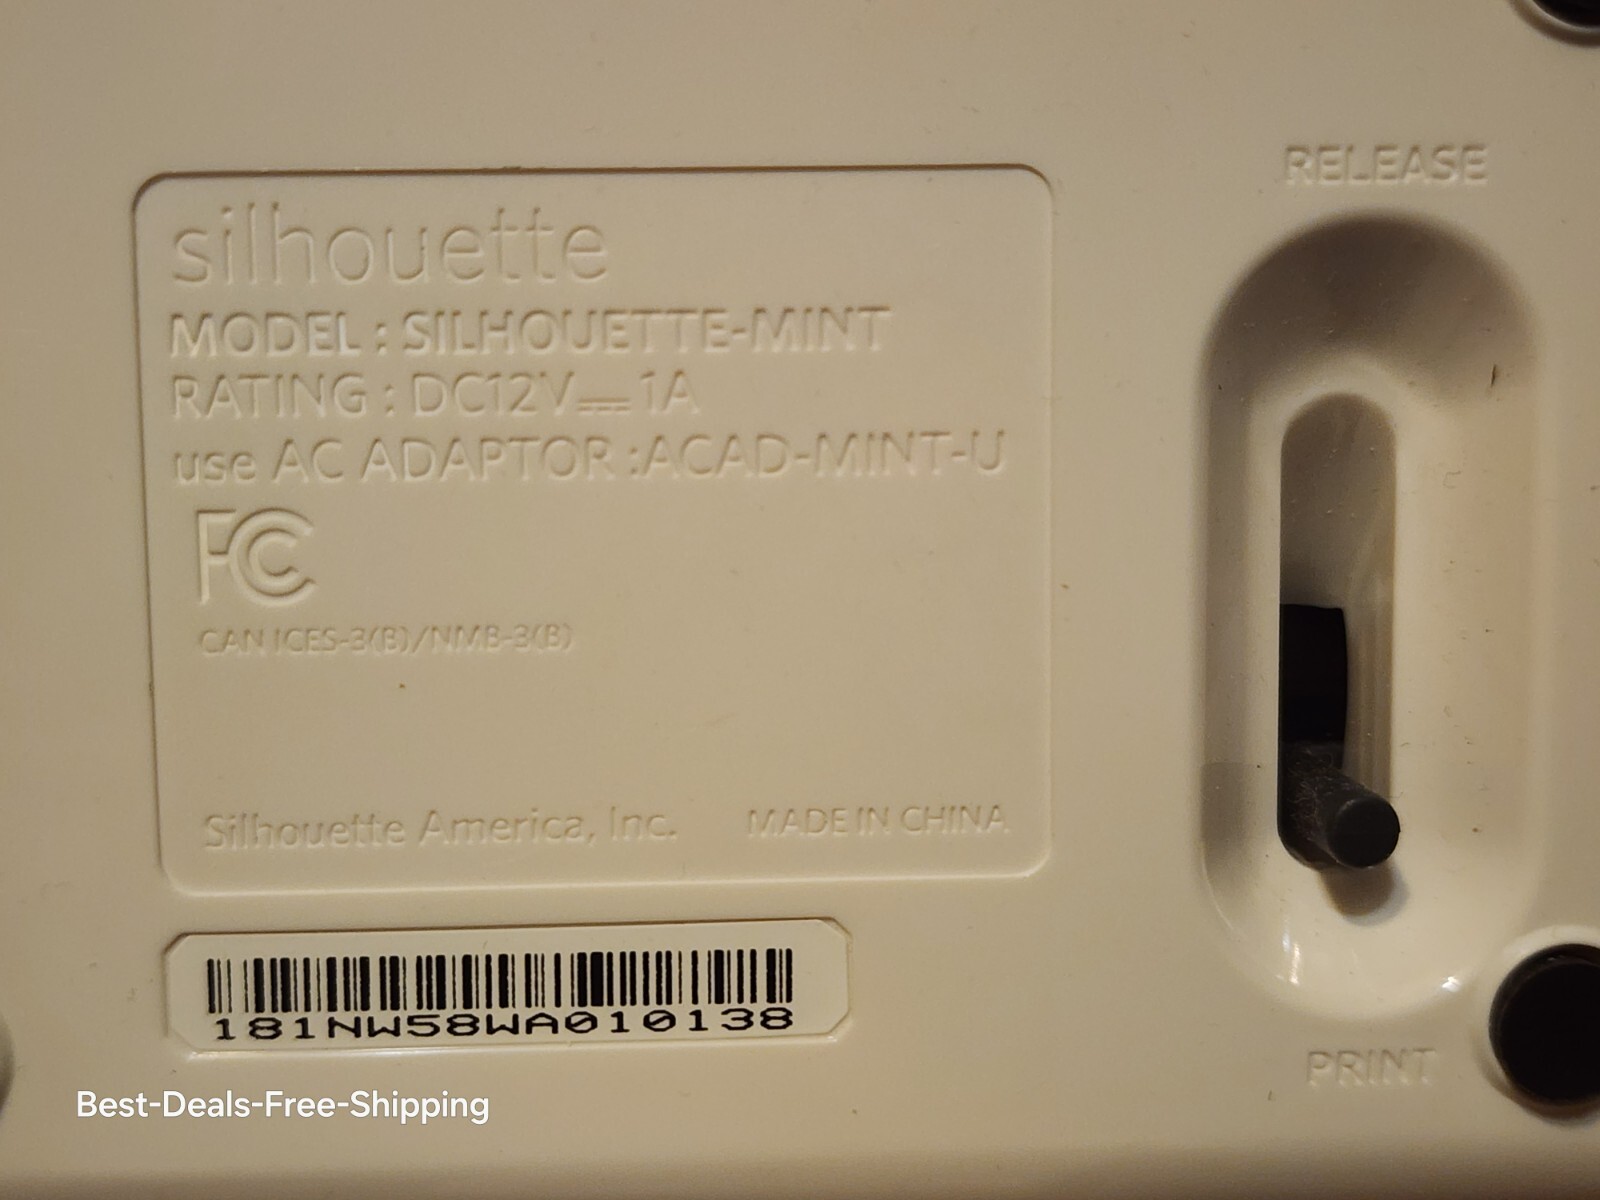 silhouette
MODEL : SILHOUETTE-MINT
RATING : DC12V⎓1A
use AC ADAPTOR :ACAD-MINT-U
FC
CAN ICES-3(B)/NMB-3(B)
Silhouette America, Inc. MADE IN CHINA
181NW58WA010138
RELEASE
PRINT
Best-Deals-Free-Shipping